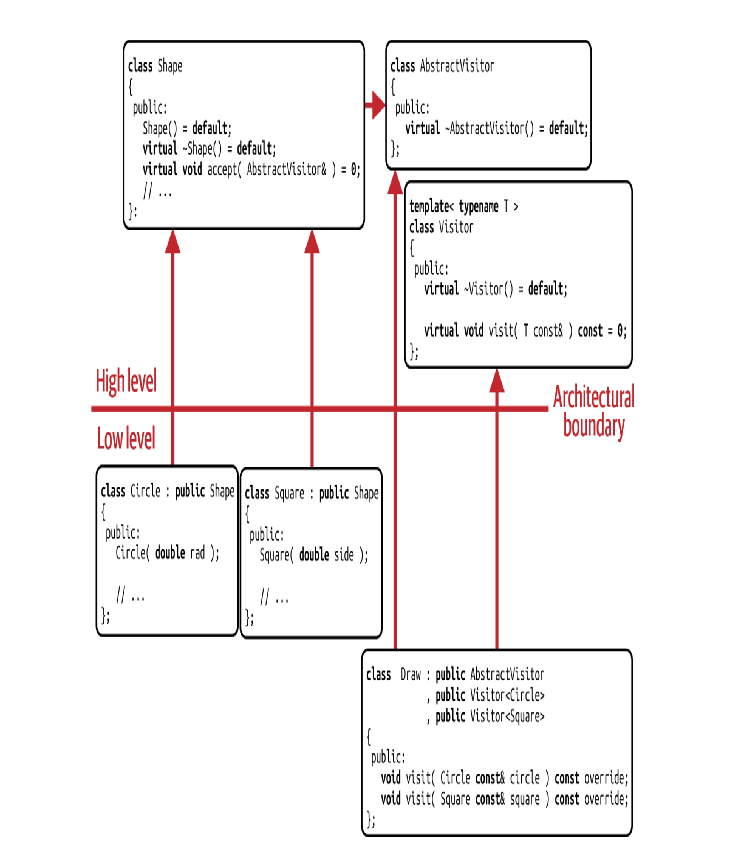 class Shape
{
public:
Shape() = default;
virtual ~Shape() = default;
virtual void accept( AbstractVisitor& ) = 0;
// ...
}:
class AbstractVisitor
{
public:
virtual ~AbstractVisitor() = default;
};
template< typename T >
class Visitor
{
public:
virtual ~Visitor() = default;
virtual void visit( T const& ) const = 0;
};
High level
Architectural
boundary
Low level
class Circle : public Shape
{
public:
Circle( double rad );
// ...
};
class Square : public Shape
{
public:
Square( double side );
// ...
};
class Draw : public AbstractVisitor
, public Visitor<Circle>
, public Visitor<Square>
{
public:
void visit( Circle const& circle ) const override;
void visit( Square const& square ) const override;
};